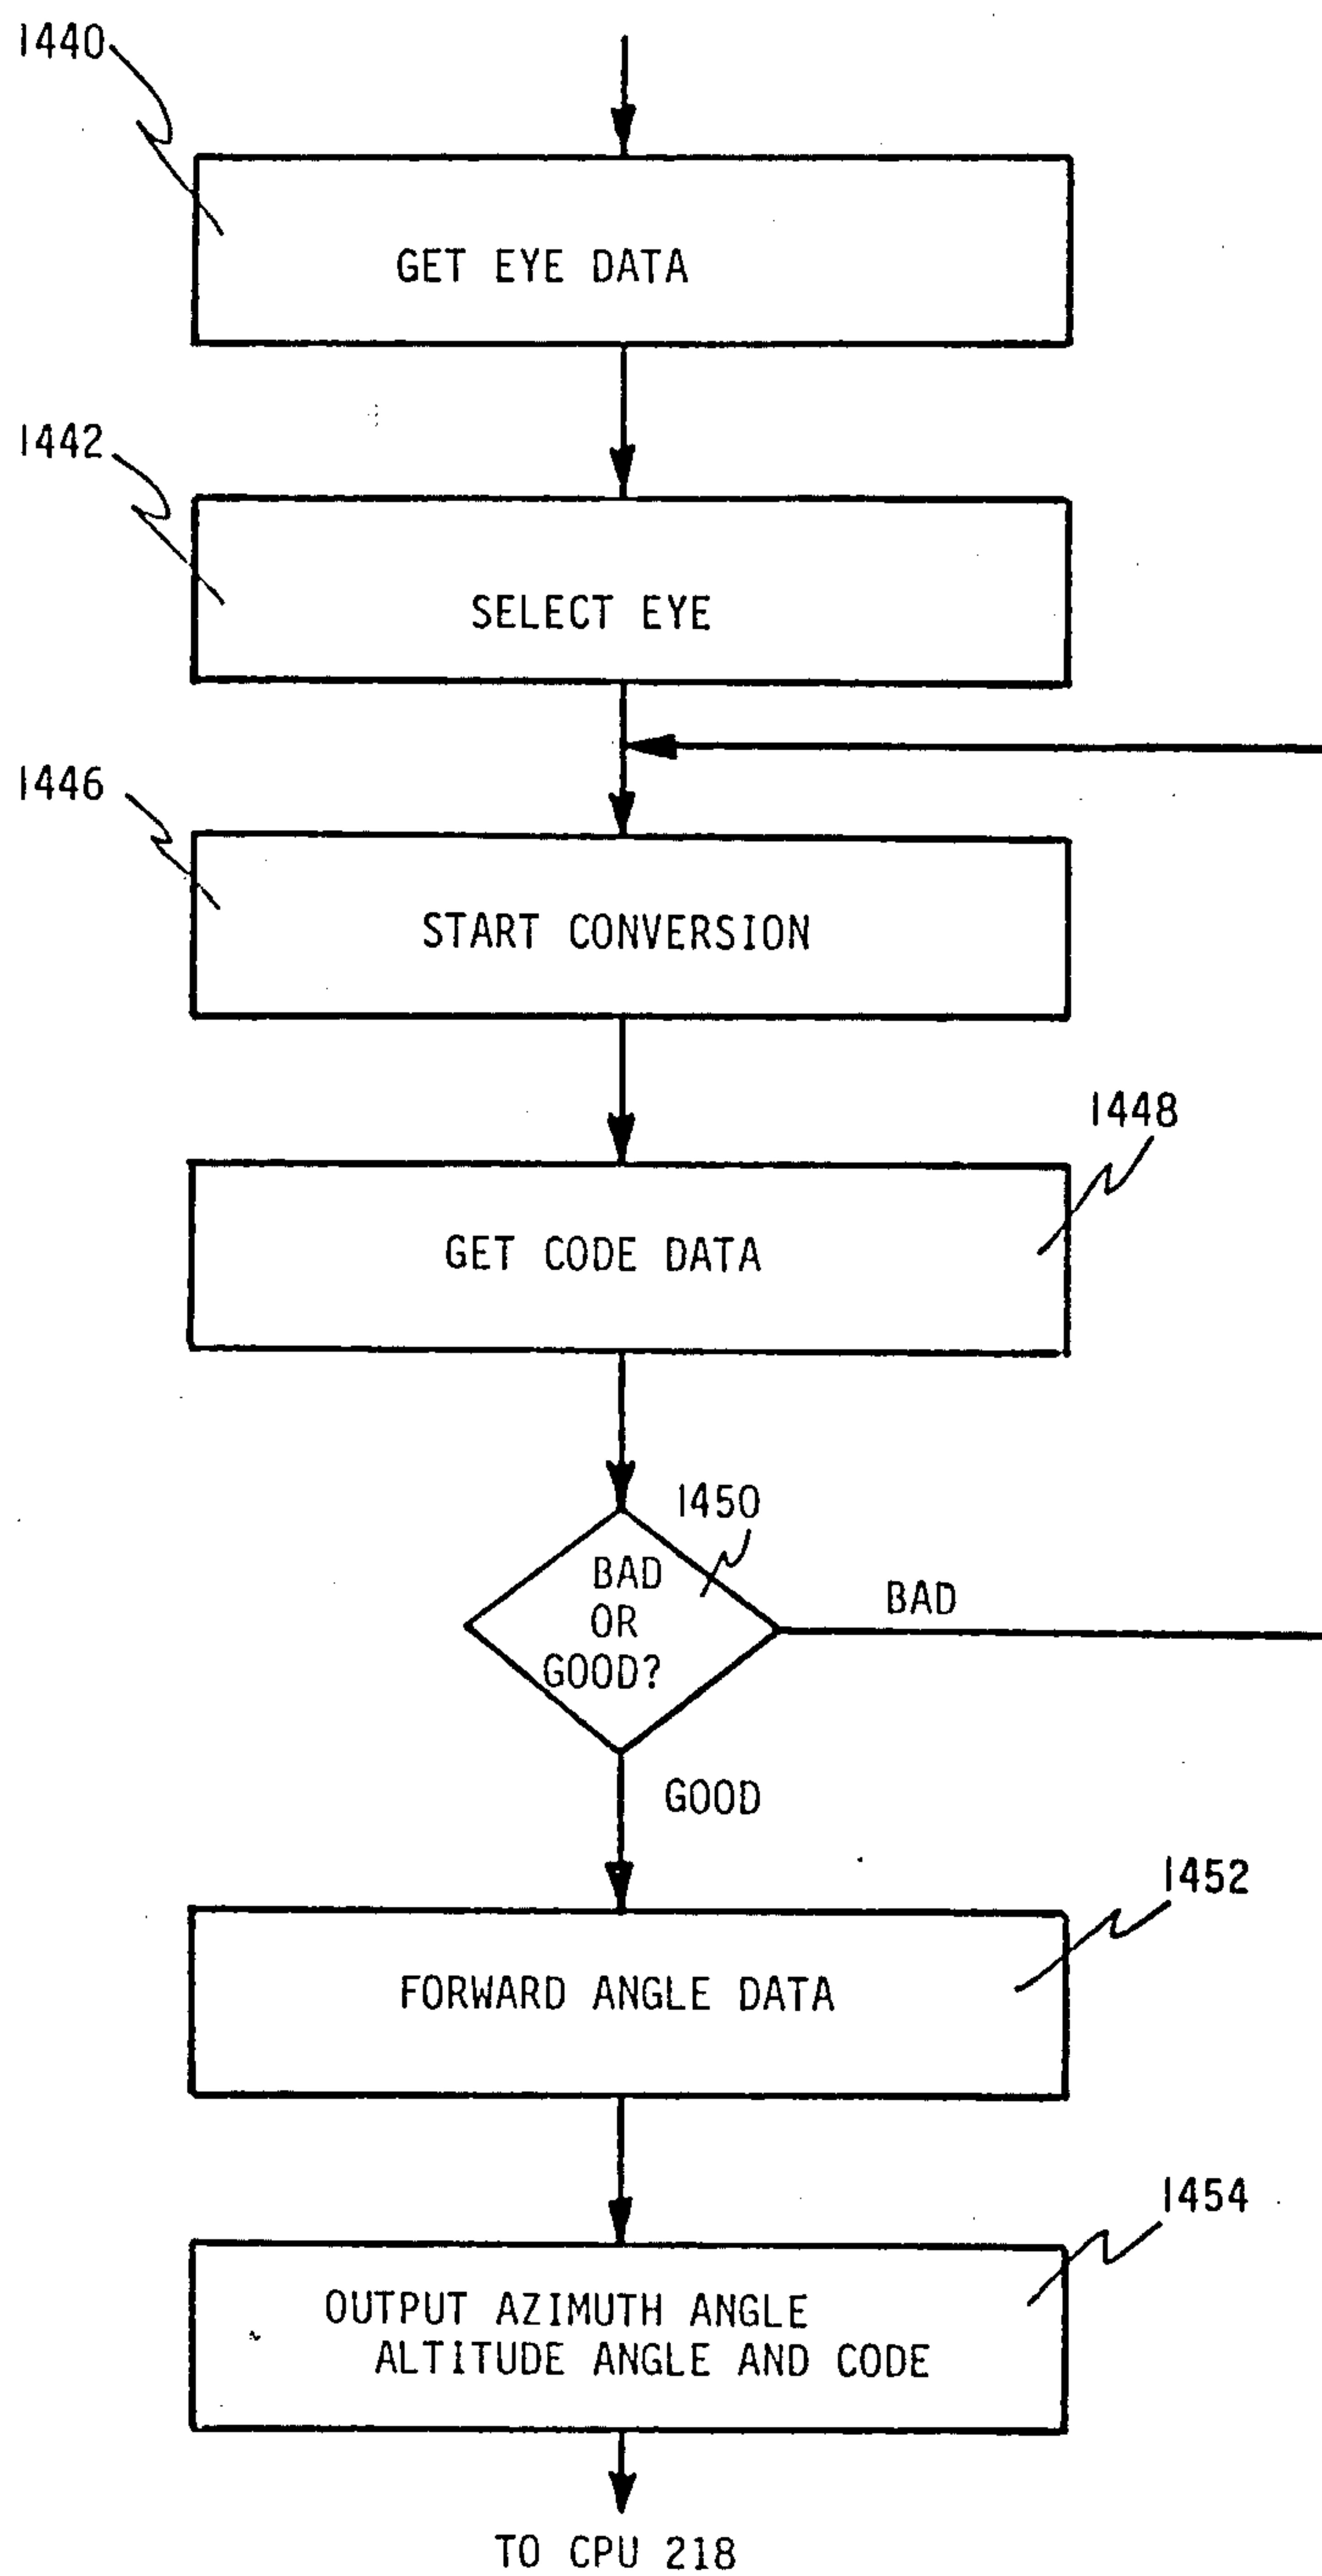 1440
GET EYE DATA
1442
SELECT EYE
1446
START CONVERSION
1448
GET CODE DATA
1450
BAD
OR
GOOD?
BAD
GOOD
1452
FORWARD ANGLE DATA
1454
OUTPUT AZIMUTH ANGLE
ALTITUDE ANGLE AND CODE
TO CPU 218